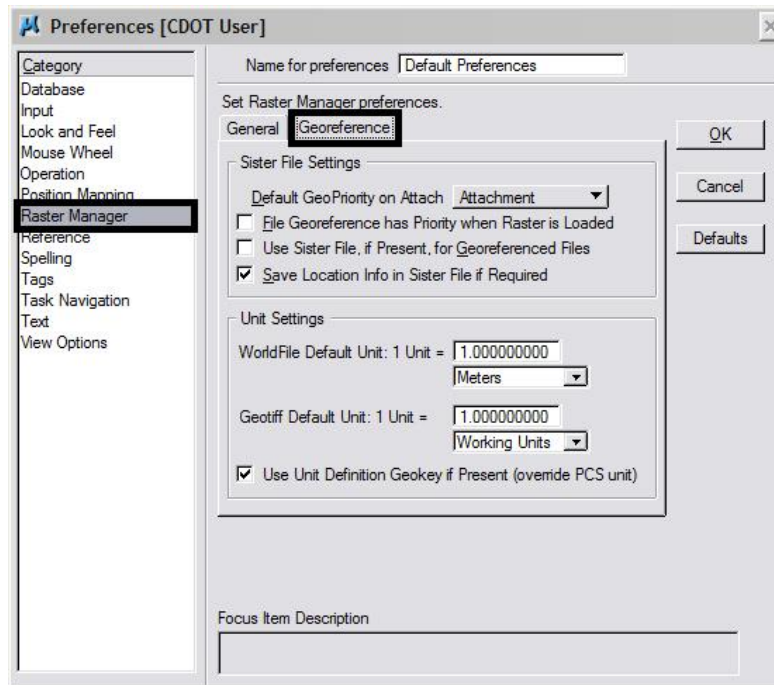 Preferences [CDOT User]
Category
Database
Input
Look and Feel
Mouse Wheel
Operation
Position Mapping
Raster Manager
Reference
Spelling
Tags
Task Navigation
Text
View Options
Name for preferences Default Preferences
Set Raster Manager preferences.
General Georeference
Sister File Settings
Default GeoPriority on Attach Attachment
File Georeference has Priority when Raster is Loaded
Use Sister File, if Present, for Georeferenced Files
Save Location Info in Sister File if Required
Unit Settings
WorldFile Default Unit: 1 Unit = 1.000000000
Meters
Geotiff Default Unit: 1 Unit = 1.000000000
Working Units
Use Unit Definition Geokey if Present (override PCS unit)
OK
Cancel
Defaults
Focus Item Description